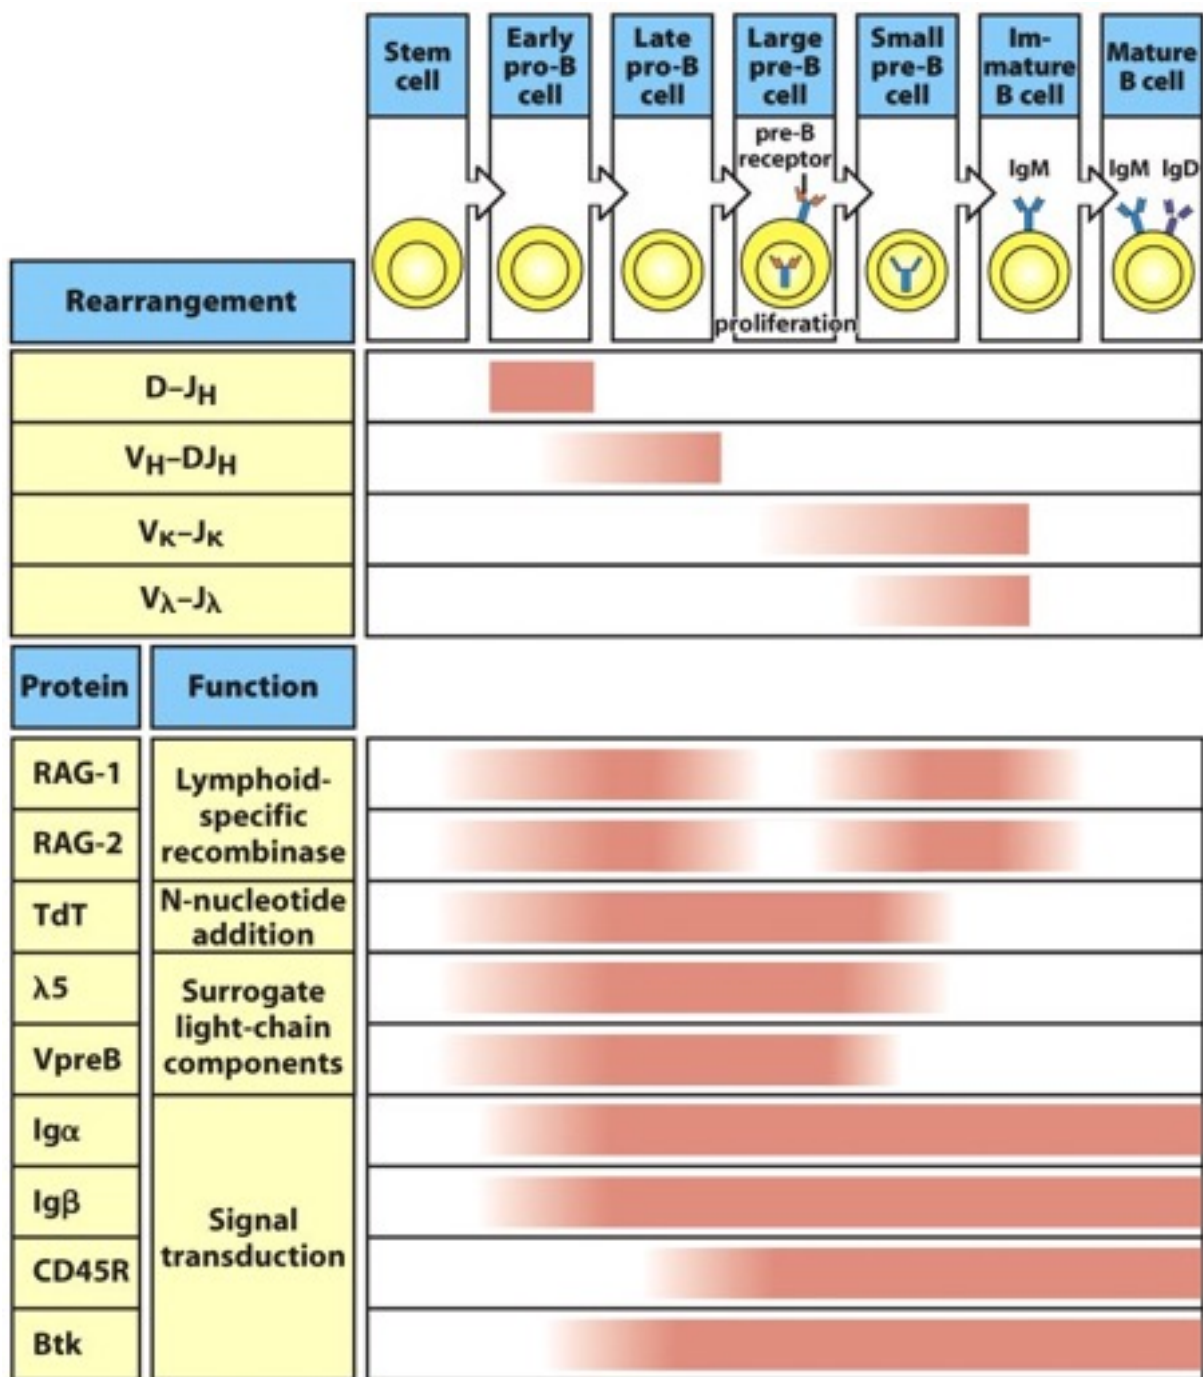 Stem
cell
Early
pro-B
cell
Late
pro-B
cell
Large
pre-B
cell
Small
pre-B
cell
Im-
mature
B cell
Mature
B cell
pre-B
receptor
IgM
IgM IgD
proliferation
Rearrangement
D–JH
VH–DJH
Vκ–Jκ
Vλ–Jλ
Protein
Function
RAG-1
RAG-2
Lymphoid-
specific
recombinase
TdT
N-nucleotide
addition
λ5
VpreB
Surrogate
light-chain
components
Igα
Igβ
CD45R
Btk
Signal
transduction